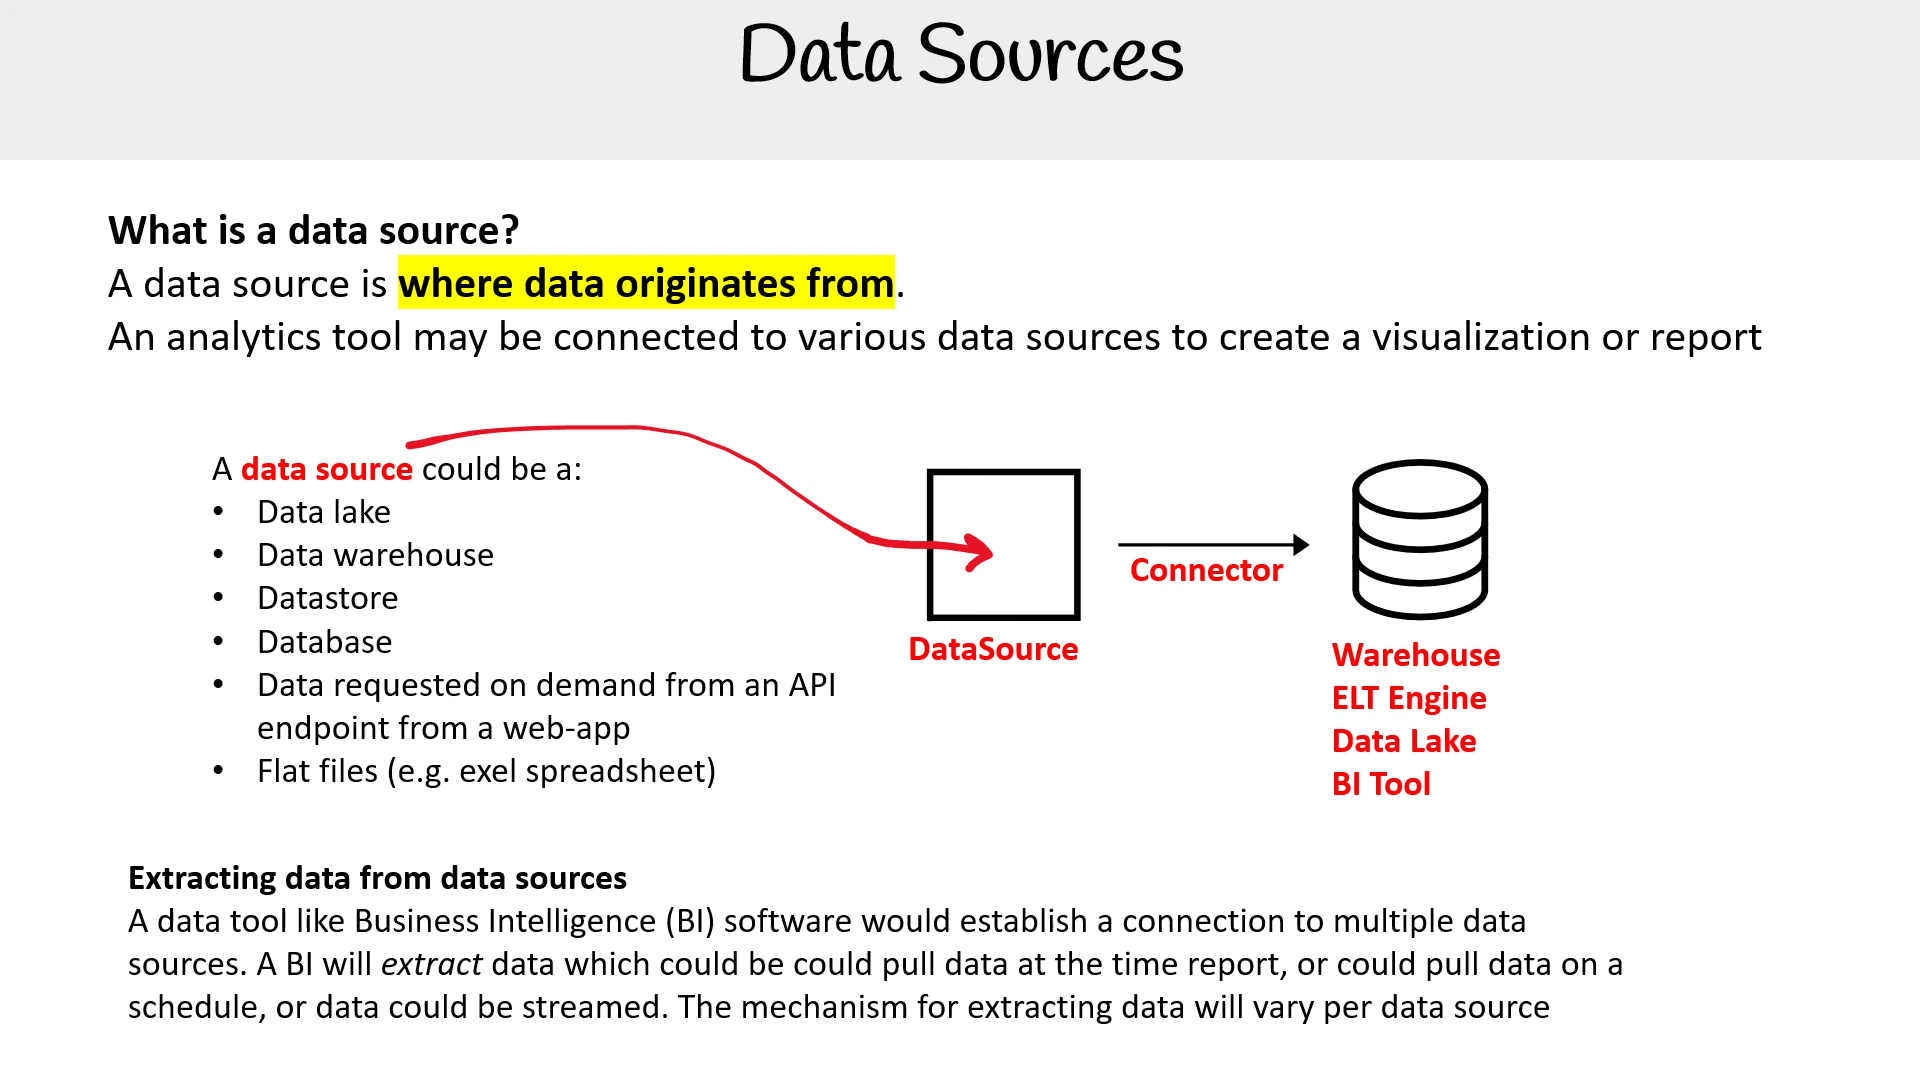 Data Sources
What is a data source?
A data source is where data originates from.
An analytics tool may be connected to various data sources to create a visualization or report
A data source could be a:
• Data lake
• Data warehouse
• Datastore
• Database
• Data requested on demand from an API
endpoint from a web-app
• Flat files (e.g. exel spreadsheet)
DataSource
Connector
Warehouse
ELT Engine
Data Lake
BI Tool
Extracting data from data sources
A data tool like Business Intelligence (BI) software would establish a connection to multiple data
sources. A BI will extract data which could be could pull data at the time report, or could pull data on a
schedule, or data could be streamed. The mechanism for extracting data will vary per data source